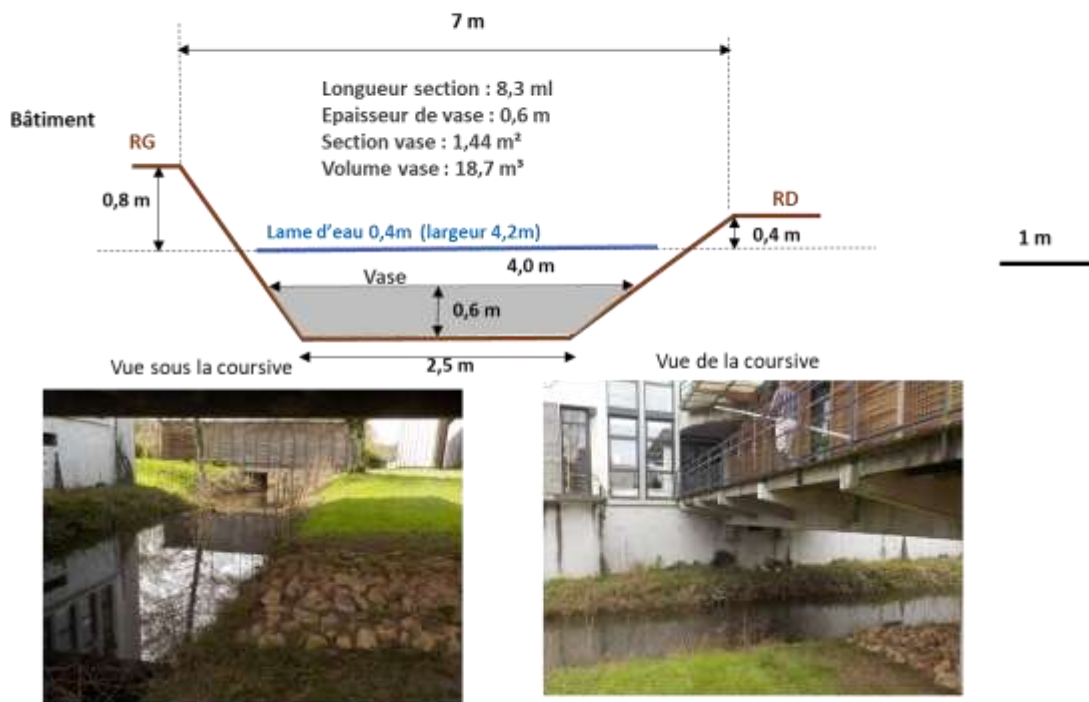 7 m
Longueur section : 8,3 ml
Epaisseur de vase : 0,6 m
Section vase : 1,44 m²
Volume vase : 18,7 m³
Bâtiment
RG
0,8 m
RD
Lame d'eau 0,4m (largeur 4,2m)
0,4 m
1 m
4,0 m
Vase
0,6 m
2,5 m
Vue sous la coursive
Vue de la coursive